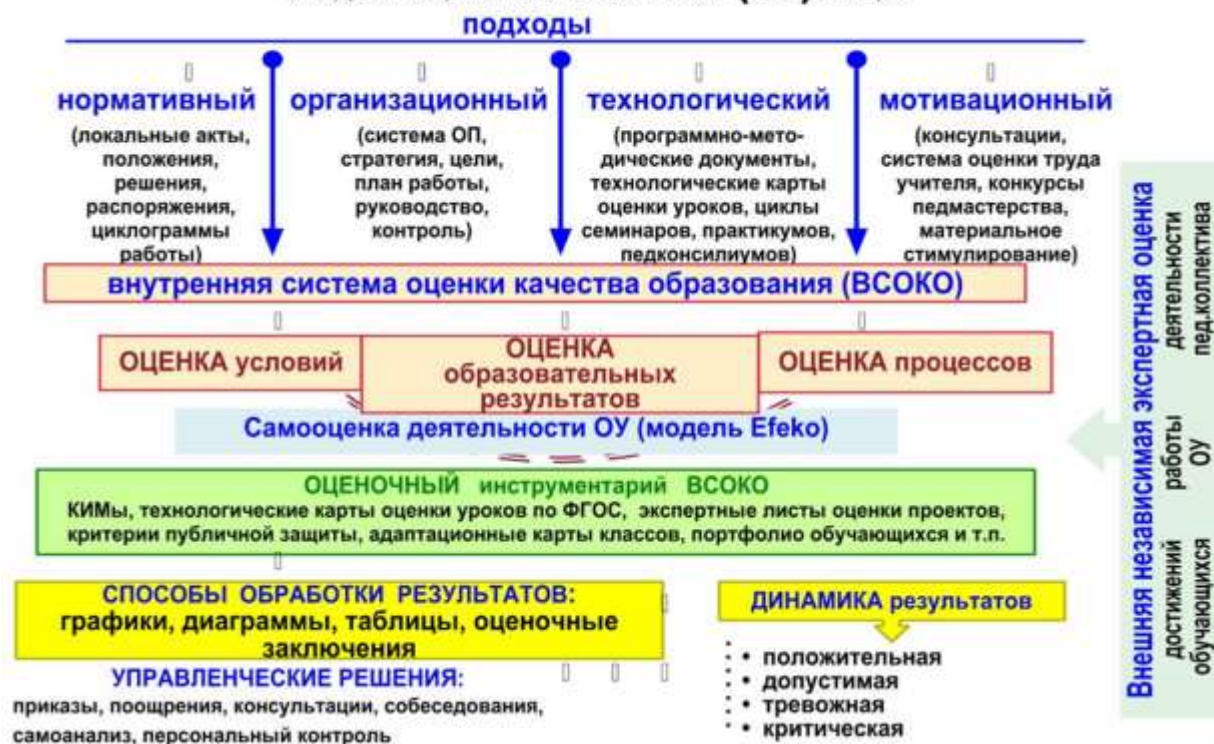 подходы
нормативный
(локальные акты,
положения,
решения,
распоряжения,
циклограммы
работы)
организационный
(система ОП,
стратегия, цели,
план работы,
руководство,
контроль)
технологический
(программно-мето-
дические документы,
технологические карты
оценки уроков, циклы
семинаров, практикумов,
педконсилиумов)
мотивационный
(консультации,
система оценки труда
учителя, конкурсы
педмастерства,
материальное
стимулирование)
внутренняя система оценки качества образования (ВСОКО)
ОЦЕНКА условий
ОЦЕНКА
образовательных
результатов
ОЦЕНКА процессов
Самооценка деятельности ОУ (модель Efeko)
ОЦЕНОЧНЫЙ инструментарий ВСОКО
КИМы, технологические карты оценки уроков по ФГОС, экспертные листы оценки проектов,
критерии публичной защиты, адаптационные карты классов, портфолио обучающихся и т.п.
СПОСОБЫ ОБРАБОТКИ РЕЗУЛЬТАТОВ:
графики, диаграммы, таблицы, оценочные
заключения
УПРАВЛЕНЧЕСКИЕ РЕШЕНИЯ:
приказы, поощрения, консультации, собеседования,
самоанализ, персональный контроль
ДИНАМИКА результатов
• положительная
• допустимая
• тревожная
• критическая
Внешняя независимая экспертная оценка
достижений
обучающихся
работы
ОУ
деятельности
пед.коллектива